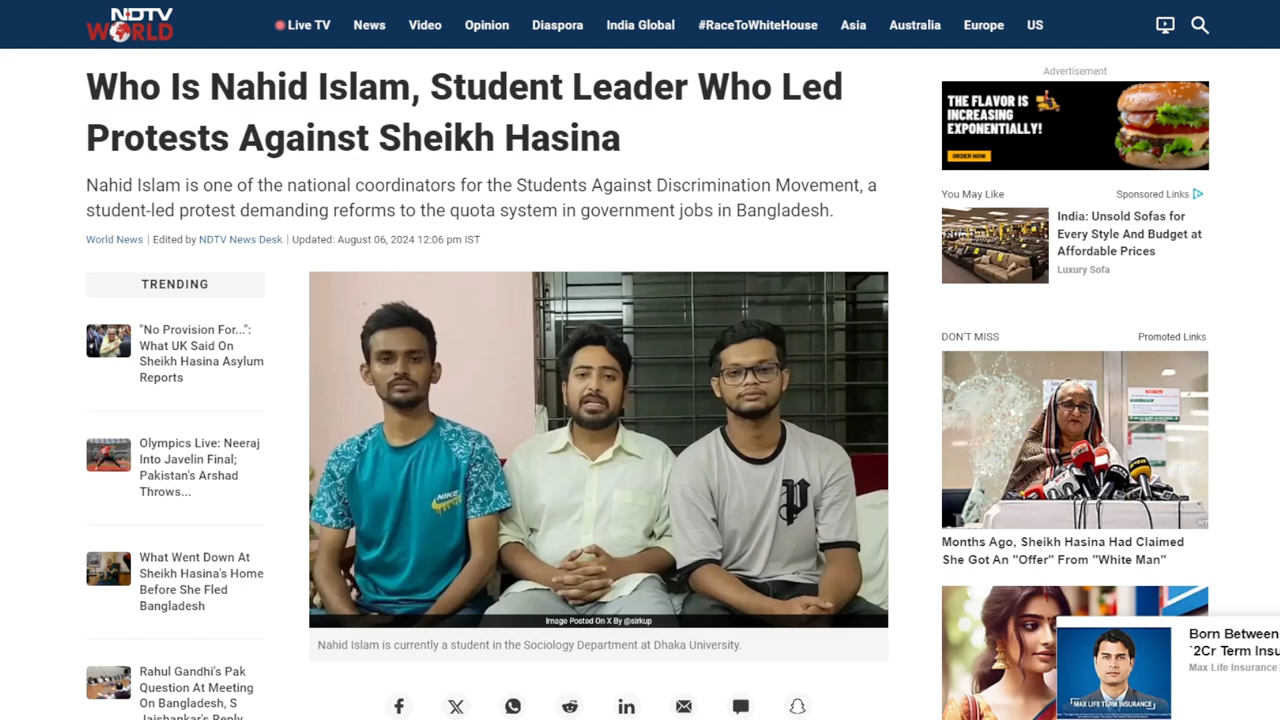 NDTV
WORLD
Live TV
News
Video
Opinion
Diaspora
India Global
#RaceToWhiteHouse
Asia
Australia
Europe
US
Who Is Nahid Islam, Student Leader Who Led
Protests Against Sheikh Hasina
Nahid Islam is one of the national coordinators for the Students Against Discrimination Movement, a
student-led protest demanding reforms to the quota system in government jobs in Bangladesh.
World News | Edited by NDTV News Desk | Updated: August 06, 2024 12:06 pm IST
TRENDING
"No Provision For...":
What UK Said On
Sheikh Hasina Asylum
Reports
Olympics Live: Neeraj
Into Javelin Final;
Pakistan's Arshad
Throws...
What Went Down At
Sheikh Hasina's Home
Before She Fled
Bangladesh
Rahul Gandhi's Pak
Question At Meeting
On Bangladesh, S
Jaishankar's Reply
NIKE
P
Image Posted On X By @sirkup
Nahid Islam is currently a student in the Sociology Department at Dhaka University.
Advertisement
THE FLAVOR IS
INCREASING
EXPONENTIALLY!
ORDER NOW
You May Like
Sponsored Links
India: Unsold Sofas for
Every Style And Budget at
Affordable Prices
Luxury Sofa
DON'T MISS
Promoted Links
AFP
Months Ago, Sheikh Hasina Had Claimed
She Got An "Offer" From "White Man"
MAX LIFE TERM INSURANCE
Born Between
`2Cr Term Insu
Max Life Insurance